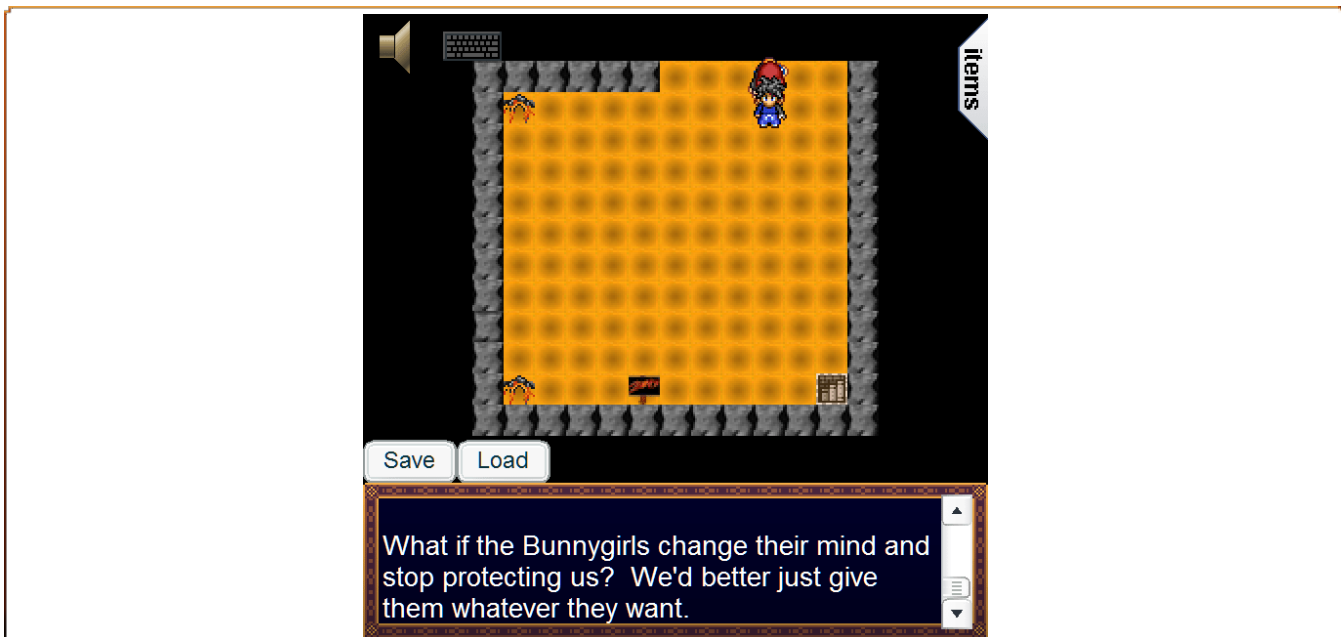 items
Save
Load
What if the Bunnygirls change their mind and
stop protecting us?  We'd better just give
them whatever they want.